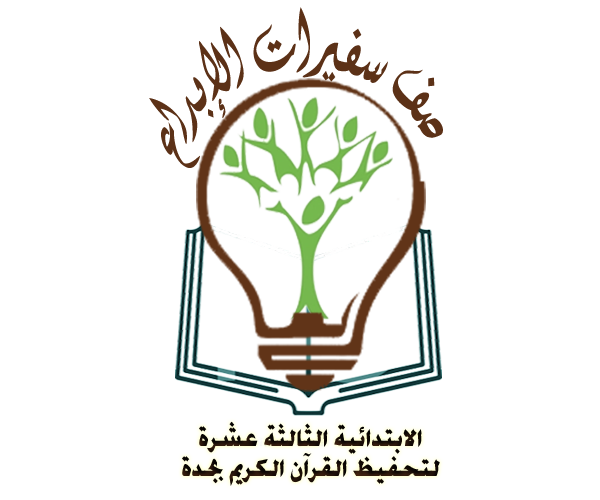 صف سفيرات الإبداع
الابتدائية الثالثة عشرة
لتحفيظ القرآن الكريم بجدة